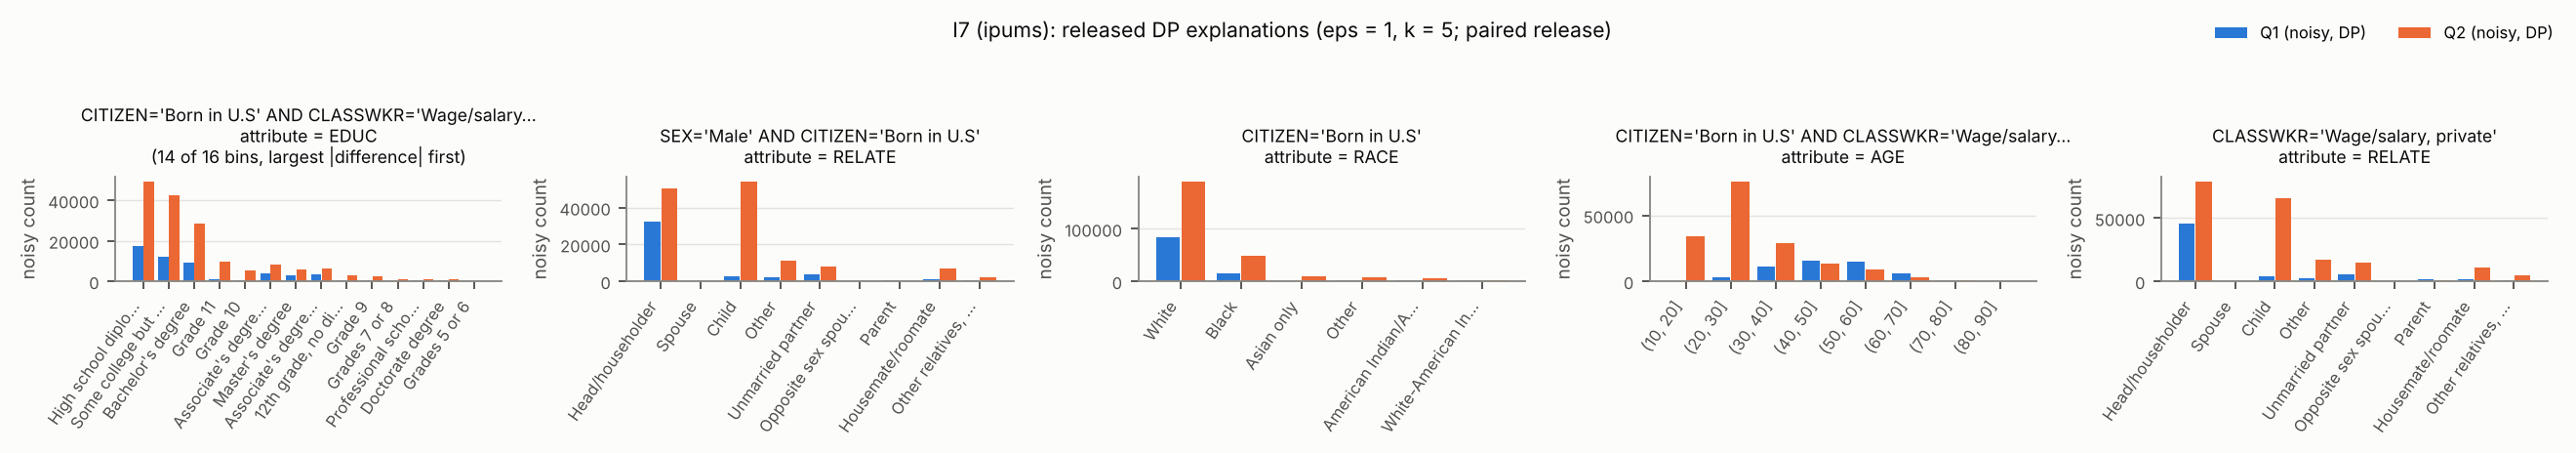 I7 (ipums): released DP explanations (eps = 1, k = 5; paired release)
Q1 (noisy, DP)
Q2 (noisy, DP)
CITIZEN='Born in U.S' AND CLASSWKR='Wage/salary...
attribute = EDUC
(14 of 16 bins, largest |difference| first)
noisy count
40000
20000
0
High school diplo...
Some college but ...
Bachelor's degree
Grade 11
Grade 10
Associate's degre...
Master's degree
Associate's degre...
12th grade, no di...
Grade 9
Grades 7 or 8
Professional scho...
Doctorate degree
Grades 5 or 6
SEX='Male' AND CITIZEN='Born in U.S'
attribute = RELATE
noisy count
40000
20000
0
Head/householder
Spouse
Child
Other
Unmarried partner
Opposite sex spou...
Parent
Housemate/roomate
Other relatives, ...
CITIZEN='Born in U.S'
attribute = RACE
noisy count
100000
0
White
Black
Asian only
Other
American Indian/A...
White-American In...
CITIZEN='Born in U.S' AND CLASSWKR='Wage/salary...
attribute = AGE
noisy count
50000
0
(10, 20]
(20, 30]
(30, 40]
(40, 50]
(50, 60]
(60, 70]
(70, 80]
(80, 90]
CLASSWKR='Wage/salary, private'
attribute = RELATE
noisy count
50000
0
Head/householder
Spouse
Child
Other
Unmarried partner
Opposite sex spou...
Parent
Housemate/roomate
Other relatives, ...